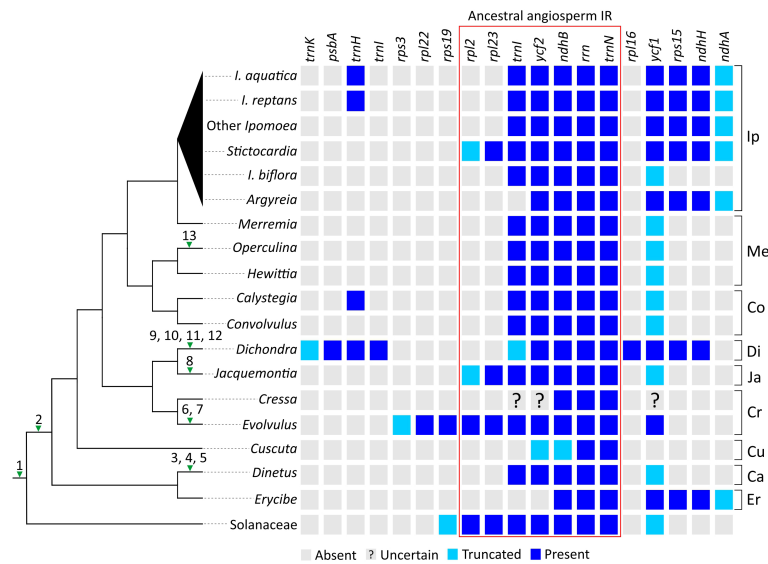 Ancestral angiosperm IR
trnK psbA trnH trnI rps3 rpl22 rps19 rpl2 rpl23 trnI ycf2 ndhB rrn trnN rpl16 ycf1 rps15 ndhH ndhA
I. aquatica
I. reptans
Other Ipomoea
Ip
Stictocardia
I. biflora
Argyreia
Merremia
13
Operculina
Me
Hewittia
Calystegia
Co
Convolvulus
9, 10, 11, 12
Dichondra
Di
8
Jacquemontia
Ja
Cressa
? ? ?
Cr
6, 7
Evolvulus
2
Cuscuta
Cu
3, 4, 5
Dinetus
Ca
1
Erycibe
Er
Solanaceae
Absent ? Uncertain Truncated Present